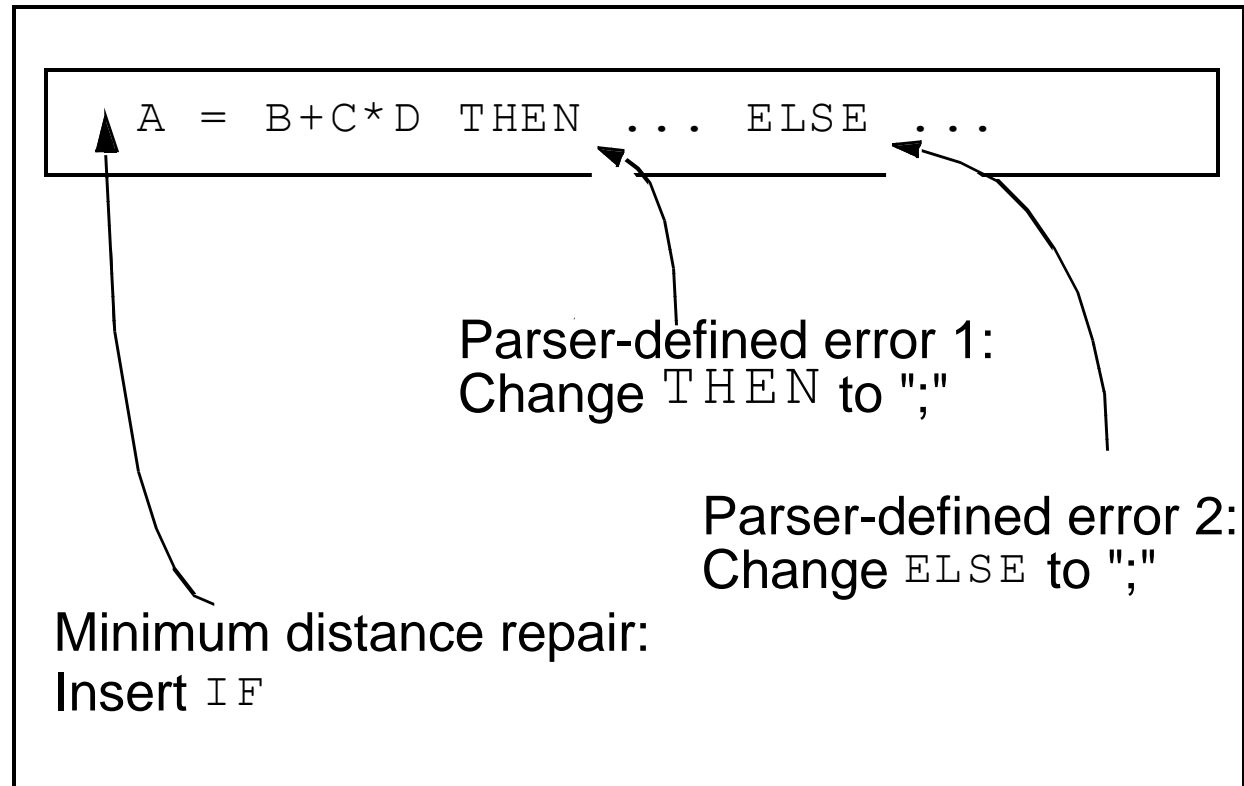 A = B+C*D THEN ... ELSE ...
Parser-defined error 1:
Change THEN to ";"
Parser-defined error 2:
Change ELSE to ";"
Minimum distance repair:
Insert IF